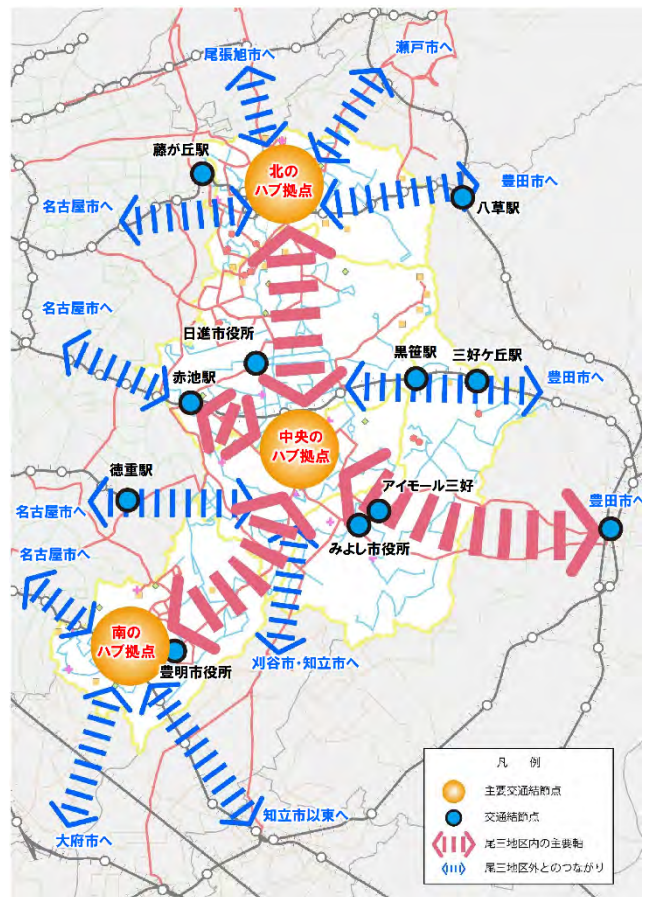 尾張旭市へ
瀬戸市へ
藤が丘駅
北の
ハブ拠点
名古屋市へ
豊田市へ
八草駅
名古屋市へ
日進市役所
黒笹駅
三好ケ丘駅
赤池駅
豊田市へ
中央の
ハブ拠点
徳重駅
アイモール三好
名古屋市へ
豊田市へ
みよし市役所
名古屋市へ
南の
ハブ拠点
豊明市役所
刈谷市・知立市へ
大府市へ
知立市以東へ
凡 例
主要交通結節点
交通結節点
尾三地区内の主要軸
尾三地区外とのつながり